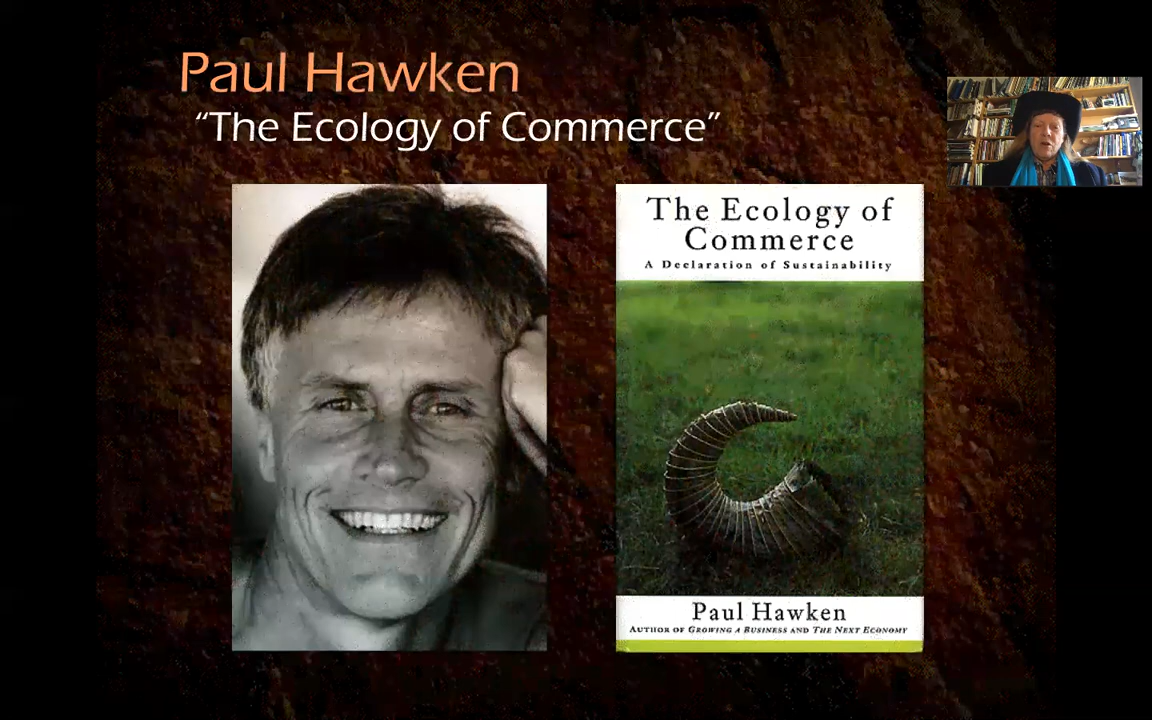 Paul Hawken
“The Ecology of Commerce”
The Ecology of
Commerce
A Declaration of Sustainability
Paul Hawken
AUTHOR OF GROWING A BUSINESS AND THE NEXT ECONOMY